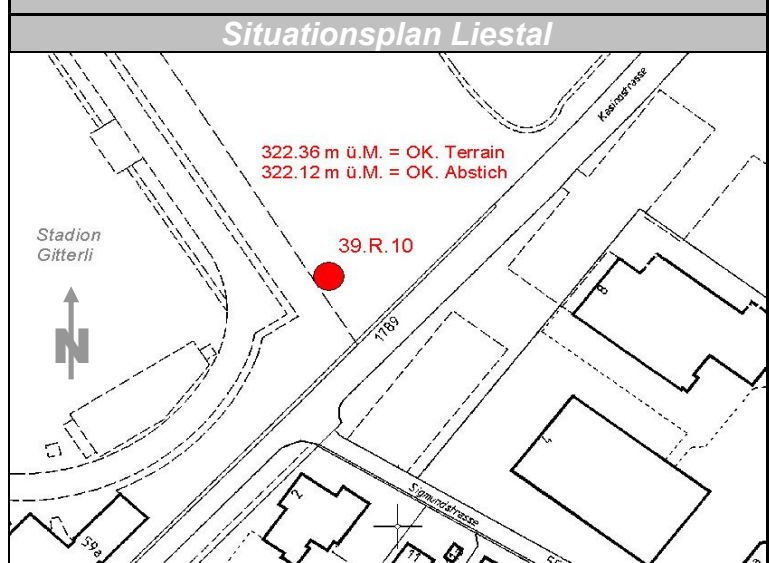 Situationsplan Liestal
Kasinostrasse
322.36 m ü.M. = OK. Terrain
322.12 m ü.M. = OK. Abstich
Stadion
Gitterli
39.R.10
8
N
1789
2
Sigmundstrasse
59a
11